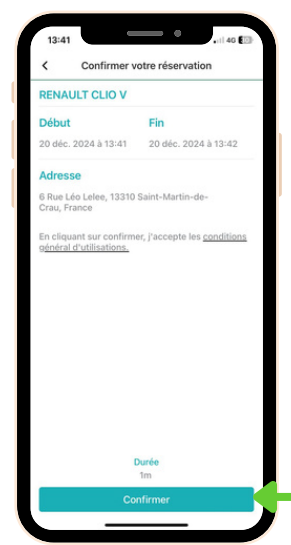 13:41
4G
Confirmer votre réservation
RENAULT CLIO V
Début Fin
20 déc. 2024 à 13:41 20 déc. 2024 à 13:42
Adresse
6 Rue Léo Lelee, 13310 Saint-Martin-de-
Crau, France
En cliquant sur confirmer, j'accepte les conditions
général d'utilisations.
Durée
1m
Confirmer